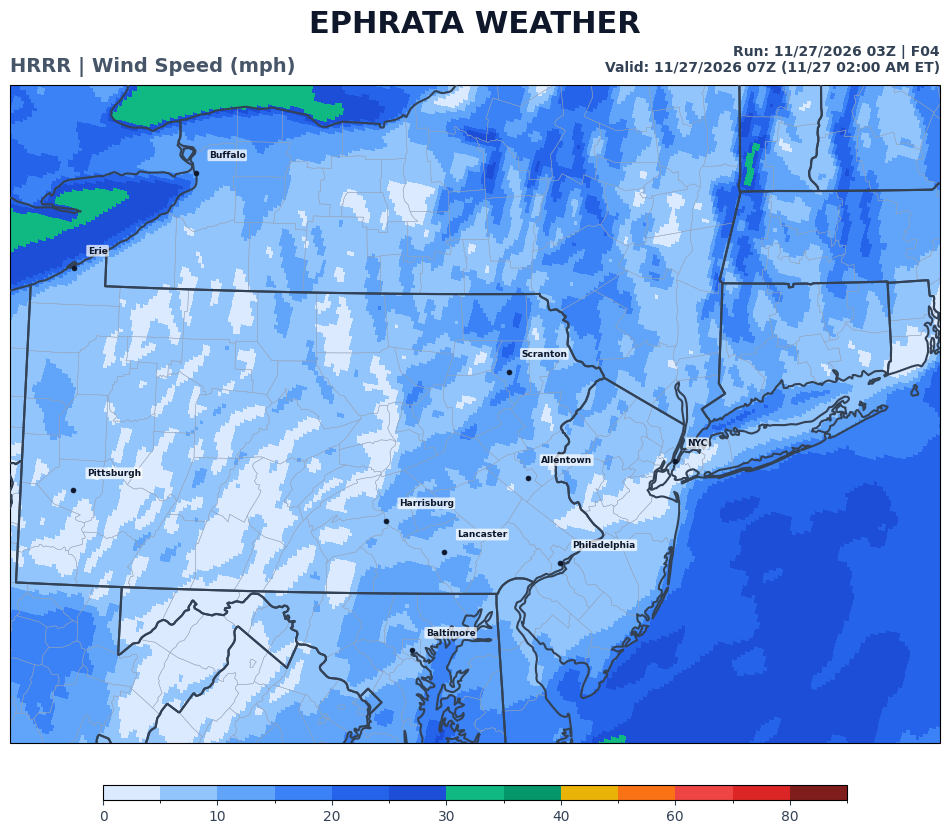 EPHRATA WEATHER
HRRR | Wind Speed (mph)
Run: 11/27/2026 03Z | F04
Valid: 11/27/2026 07Z (11/27 02:00 AM ET)
Buffalo
Erie
Scranton
NYC
Allentown
Pittsburgh
Harrisburg
Lancaster
Philadelphia
Baltimore
0 10 20 30 40 50 60 70 80